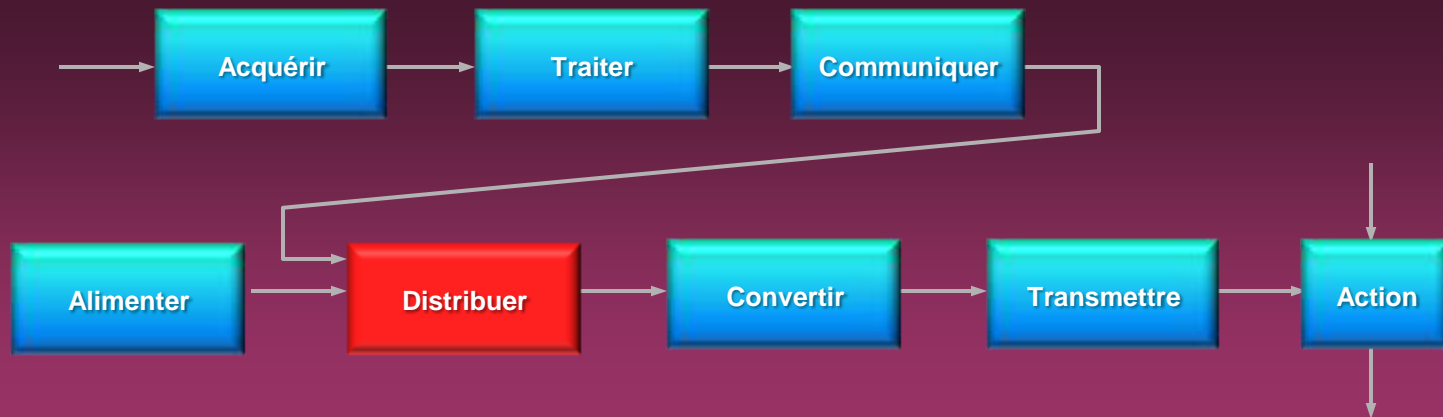 Acquérir
Traiter
Communiquer
Alimenter
Distribuer
Convertir
Transmettre
Action